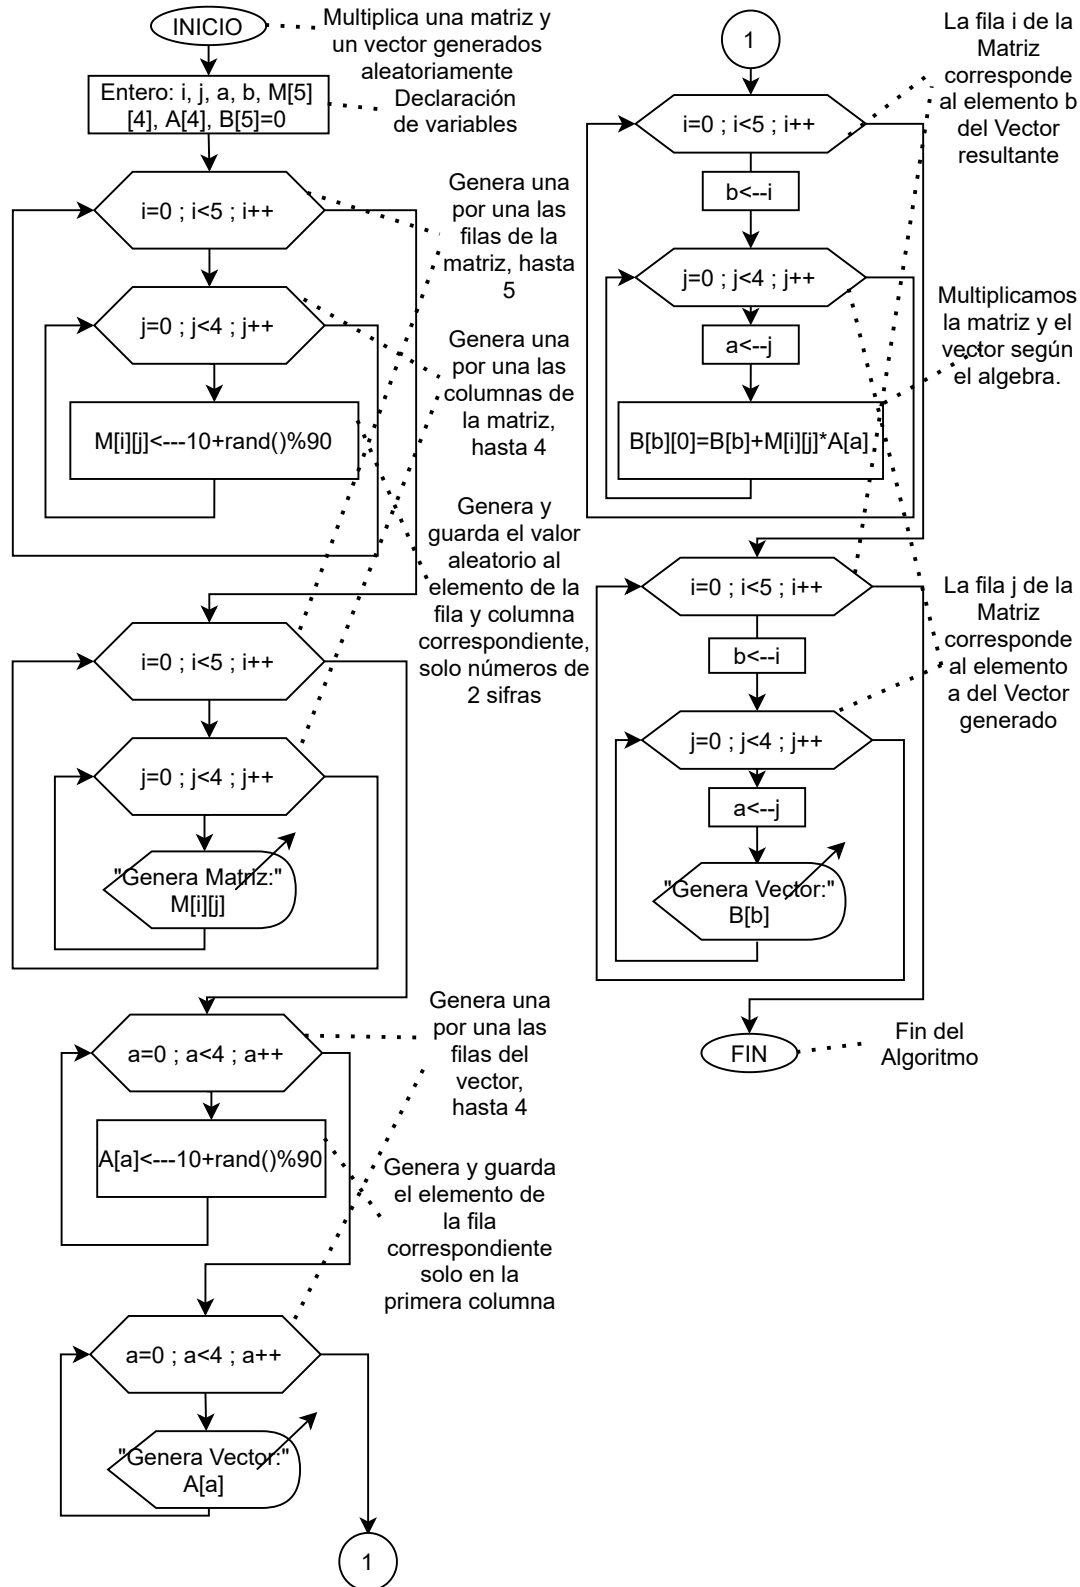 INICIO
Multiplica una matriz y
un vector generados
aleatoriamente
Entero: i, j, a, b, M[5]
[4], A[4], B[5]=0
Declaración
de variables
i=0 ; i<5 ; i++
Genera una
por una las
filas de la
matriz, hasta
5
j=0 ; j<4 ; j++
Genera una
por una las
columnas de
la matriz,
hasta 4
M[i][j]<---10+rand()%90
Genera y
guarda el valor
aleatorio al
elemento de la
fila y columna
correspondiente,
solo números de
2 sifras
i=0 ; i<5 ; i++
j=0 ; j<4 ; j++
"Genera Matriz:"
M[i][j]
a=0 ; a<4 ; a++
Genera una
por una las
filas del
vector,
hasta 4
A[a]<---10+rand()%90
Genera y guarda
el elemento de
la fila
correspondiente
solo en la
primera columna
a=0 ; a<4 ; a++
"Genera Vector:"
A[a]
1
1
La fila i de la
Matriz
corresponde
al elemento b
del Vector
resultante
i=0 ; i<5 ; i++
b<--i
j=0 ; j<4 ; j++
a<--j
Multiplicamos
la matriz y el
vector según
el algebra.
B[b][0]=B[b]+M[i][j]*A[a]
i=0 ; i<5 ; i++
b<--i
La fila j de la
Matriz
corresponde
al elemento
a del Vector
generado
j=0 ; j<4 ; j++
a<--j
"Genera Vector:"
B[b]
FIN
Fin del
Algoritmo